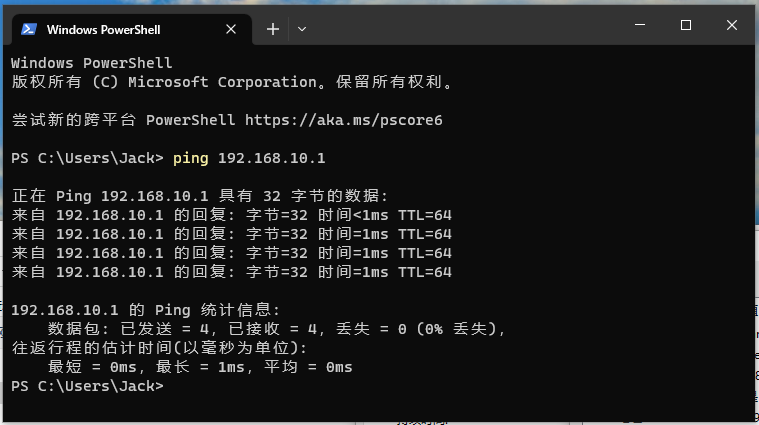 Windows PowerShell
Windows PowerShell
版权所有 (C) Microsoft Corporation。保留所有权利。
尝试新的跨平台 PowerShell https://aka.ms/pscore6
PS C:\Users\Jack> ping 192.168.10.1
正在 Ping 192.168.10.1 具有 32 字节的数据:
来自 192.168.10.1 的回复: 字节=32 时间<1ms TTL=64
来自 192.168.10.1 的回复: 字节=32 时间=1ms TTL=64
来自 192.168.10.1 的回复: 字节=32 时间=1ms TTL=64
来自 192.168.10.1 的回复: 字节=32 时间=1ms TTL=64
192.168.10.1 的 Ping 统计信息:
数据包: 已发送 = 4, 已接收 = 4, 丢失 = 0 (0% 丢失),
往返行程的估计时间(以毫秒为单位):
最短 = 0ms, 最长 = 1ms, 平均 = 0ms
PS C:\Users\Jack>